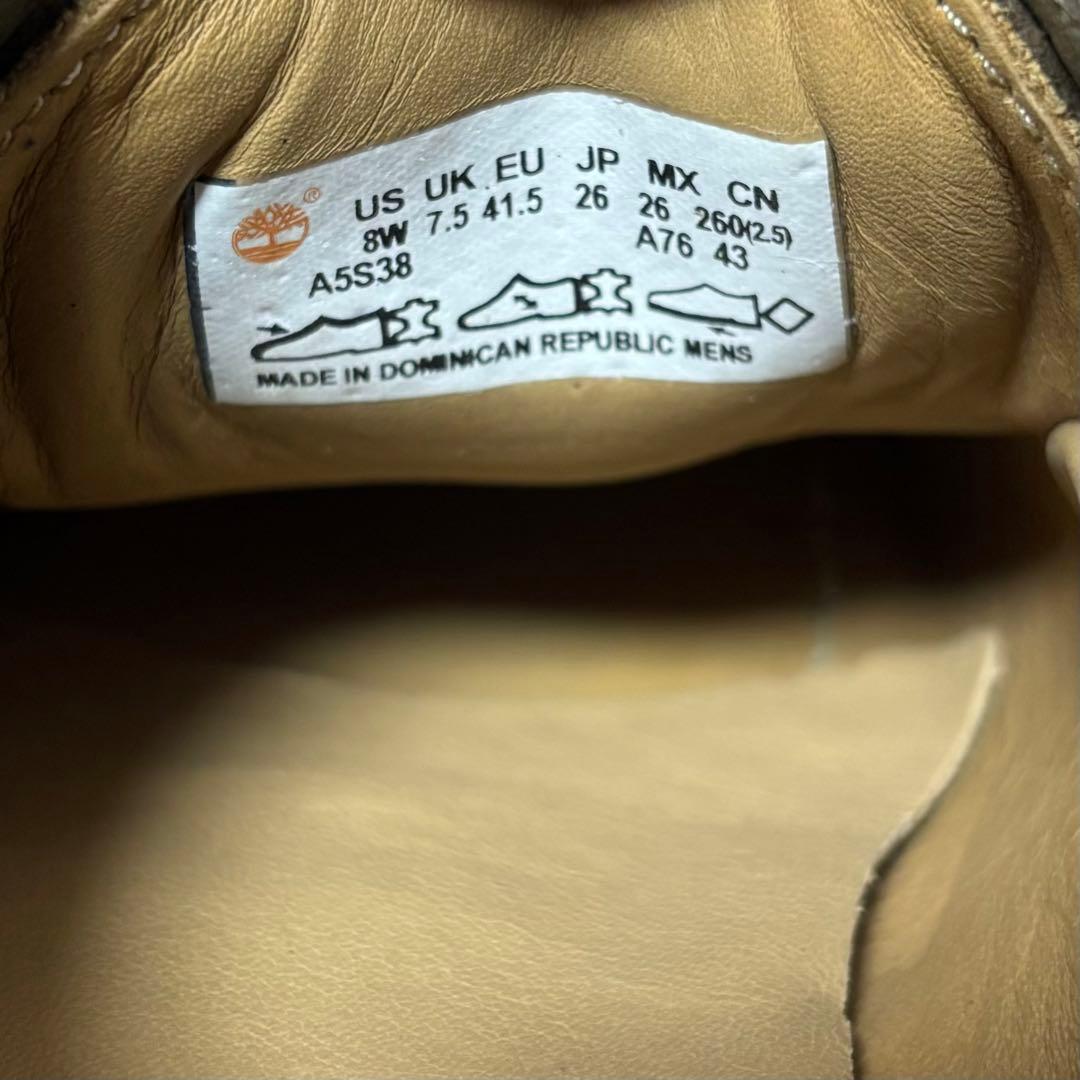 ® US UK EU JP MX CN
8W 7.5 41.5 26 26 260(2.5)
A5S38 A76 43
MADE IN DOMINICAN REPUBLIC MENS